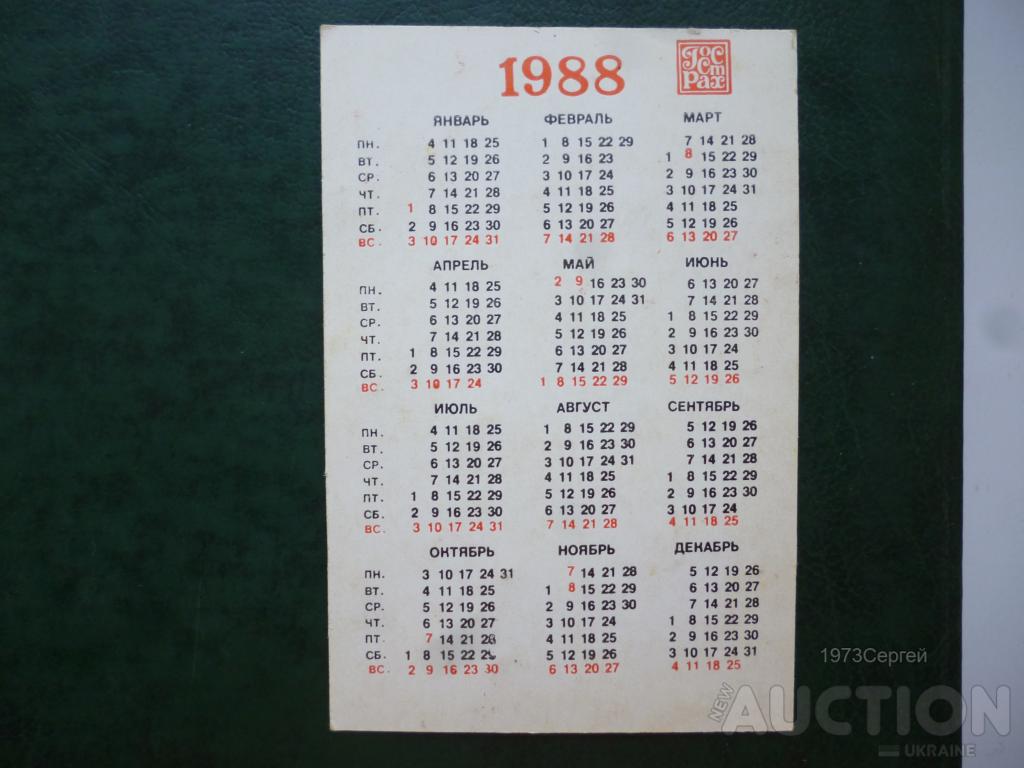 1988
Гос
Ст
Рах
ЯНВАРЬ ФЕВРАЛЬ МАРТ
ПН. 4 11 18 25 1 8 15 22 29 7 14 21 28
ВТ. 5 12 19 26 2 9 16 23 1 8 15 22 29
СР. 6 13 20 27 3 10 17 24 2 9 16 23 30
ЧТ. 7 14 21 28 4 11 18 25 3 10 17 24 31
ПТ. 1 8 15 22 29 5 12 19 26 4 11 18 25
СБ. 2 9 16 23 30 6 13 20 27 5 12 19 26
ВС. 3 10 17 24 31 7 14 21 28 6 13 20 27
АПРЕЛЬ МАЙ ИЮНЬ
ПН. 4 11 18 25 2 9 16 23 30 6 13 20 27
ВТ. 5 12 19 26 3 10 17 24 31 7 14 21 28
СР. 6 13 20 27 4 11 18 25 1 8 15 22 29
ЧТ. 7 14 21 28 5 12 19 26 2 9 16 23 30
ПТ. 1 8 15 22 29 6 13 20 27 3 10 17 24
СБ. 2 9 16 23 30 7 14 21 28 4 11 18 25
ВС. 3 10 17 24 1 8 15 22 29 5 12 19 26
ИЮЛЬ АВГУСТ СЕНТЯБРЬ
ПН. 4 11 18 25 1 8 15 22 29 5 12 19 26
ВТ. 5 12 19 26 2 9 16 23 30 6 13 20 27
СР. 6 13 20 27 3 10 17 24 31 7 14 21 28
ЧТ. 7 14 21 28 4 11 18 25 1 8 15 22 29
ПТ. 1 8 15 22 29 5 12 19 26 2 9 16 23 30
СБ. 2 9 16 23 30 6 13 20 27 3 10 17 24
ВС. 3 10 17 24 31 7 14 21 28 4 11 18 25
ОКТЯБРЬ НОЯБРЬ ДЕКАБРЬ
ПН. 3 10 17 24 31 7 14 21 28 5 12 19 26
ВТ. 4 11 18 25 1 8 15 22 29 6 13 20 27
СР. 5 12 19 26 2 9 16 23 30 7 14 21 28
ЧТ. 6 13 20 27 3 10 17 24 1 8 15 22 29
ПТ. 7 14 21 28 4 11 18 25 2 9 16 23 30
СБ. 1 8 15 22 29 5 12 19 26 3 10 17 24 31
ВС. 2 9 16 23 30 6 13 20 27 4 11 18 25
1973Сергей
NEW AUCTION
UKRAINE